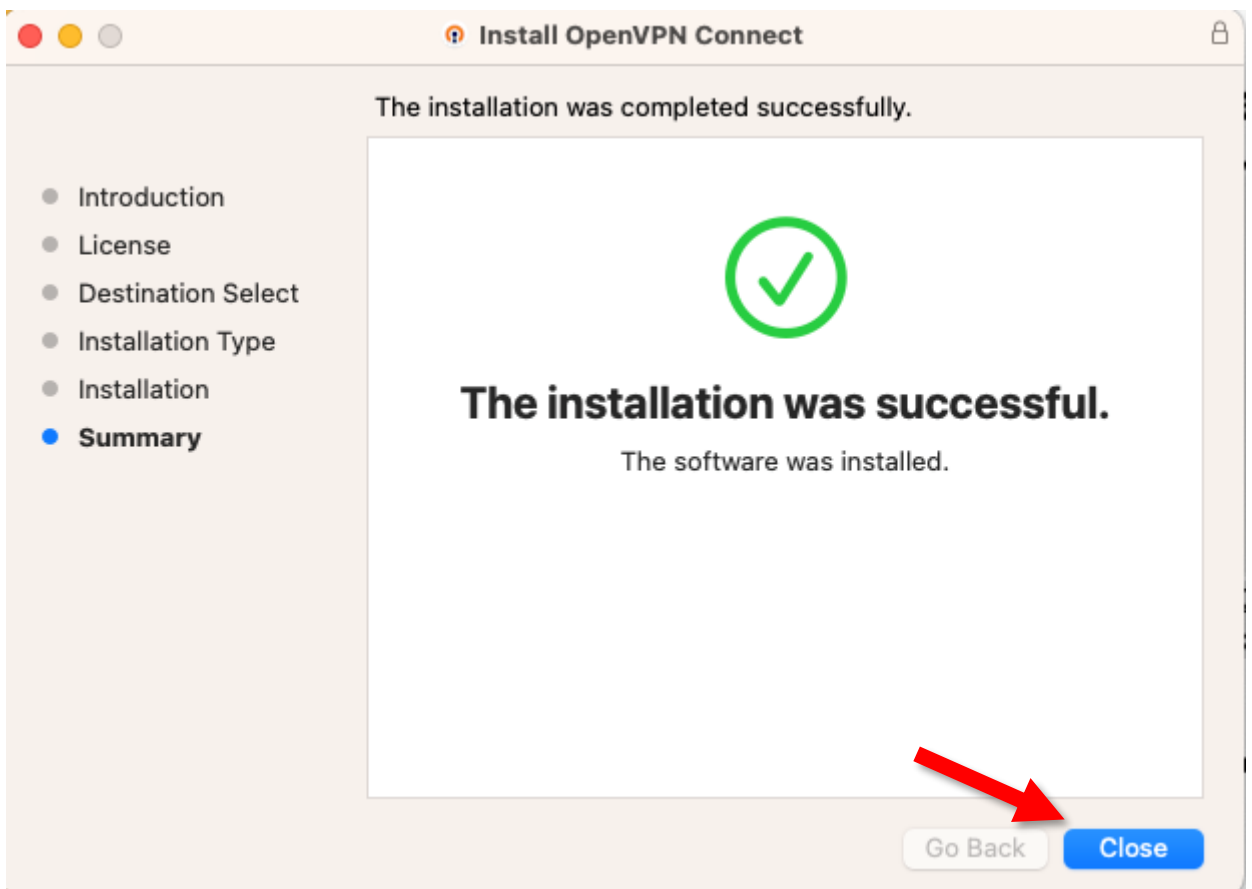 Install OpenVPN Connect
The installation was completed successfully.
Introduction
License
Destination Select
Installation Type
Installation
Summary
The installation was successful.
The software was installed.
Go Back
Close